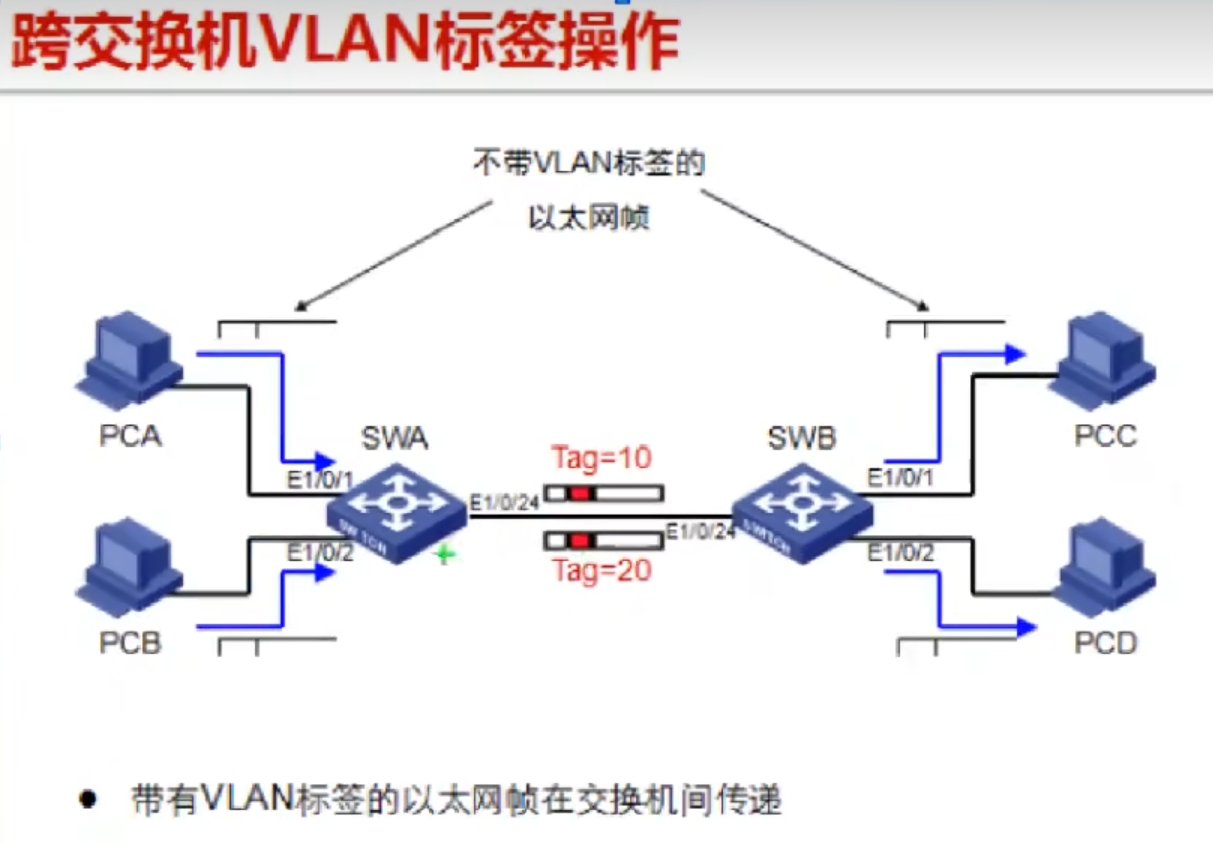 跨交换机VLAN标签操作
不带VLAN标签的
以太网帧
PCA
SWA
SWB
PCC
Tag=10
E1/0/1
E1/0/24
E1/0/1
E1/0/2
E1/0/24
E1/0/2
SWITCH
SWITCH
Tag=20
PCB
PCD
● 带有VLAN标签的以太网帧在交换机间传递